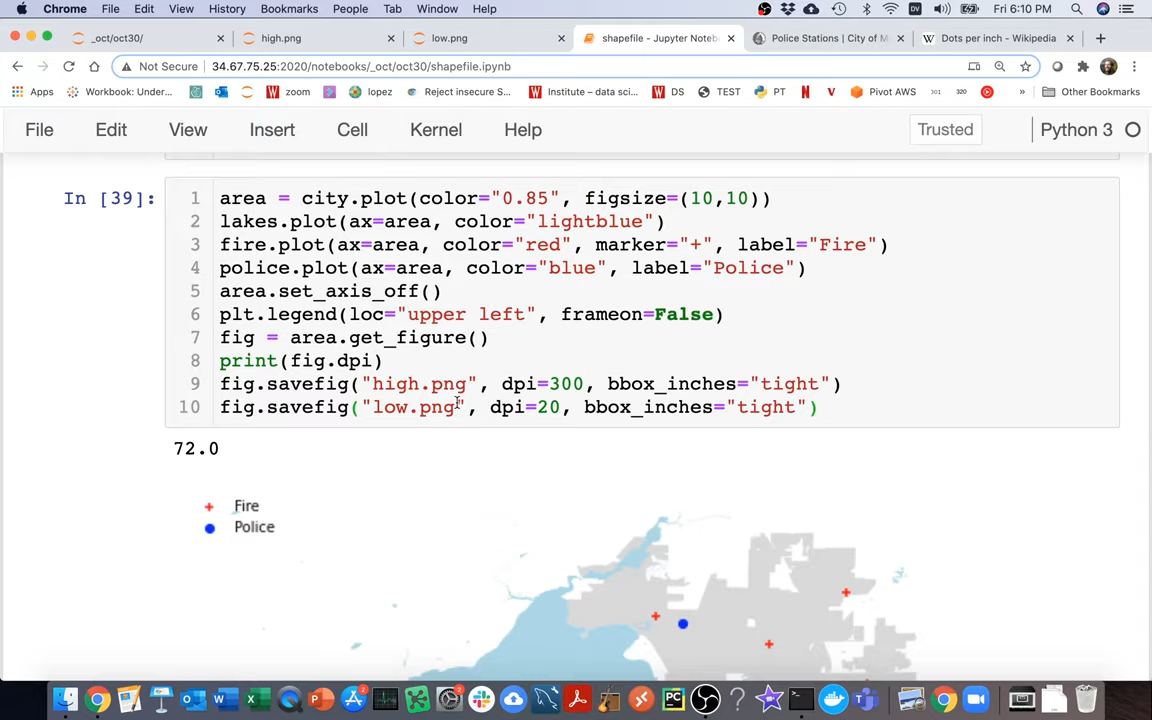 Chrome File Edit View History Bookmarks People Tab Window Help DV Fri 6:10 PM
_oct/oct30/ high.png low.png shapefile - Jupyter Noteb Police Stations | City of M W Dots per inch - Wikipedia
Not Secure 34.67.75.25:2020/notebooks/_oct/oct30/shapefile.ipynb
Apps Workbook: Under... zoom lopez Reject insecure S... Institute – data sci... DS TEST PT Pivot AWS 301 320 » Other Bookmarks
File Edit View Insert Cell Kernel Help Trusted Python 3
In [39]:
1 area = city.plot(color="0.85", figsize=(10,10))
2 lakes.plot(ax=area, color="lightblue")
3 fire.plot(ax=area, color="red", marker="+", label="Fire")
4 police.plot(ax=area, color="blue", label="Police")
5 area.set_axis_off()
6 plt.legend(loc="upper left", frameon=False)
7 fig = area.get_figure()
8 print(fig.dpi)
9 fig.savefig("high.png", dpi=300, bbox_inches="tight")
10 fig.savefig("low.png", dpi=20, bbox_inches="tight")
72.0
Fire
Police